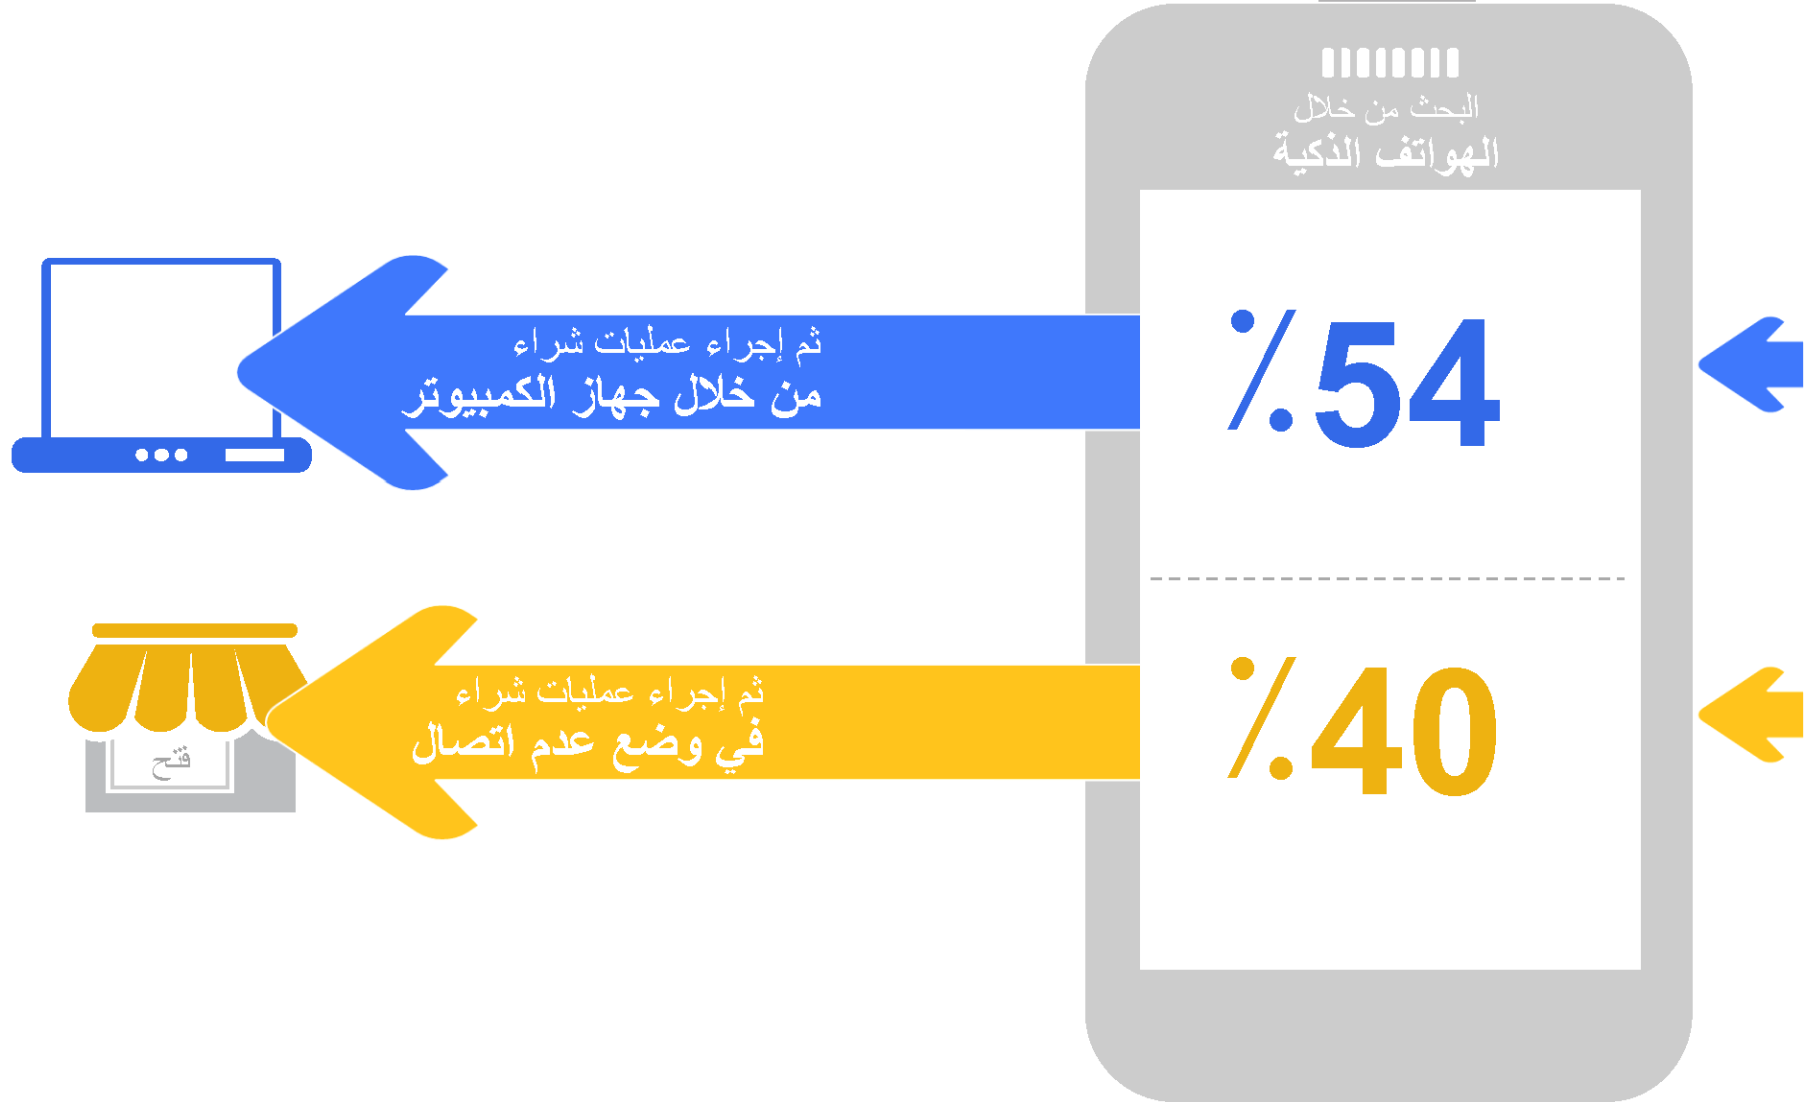 البحث من خلال
الهواتف الذكية
٪54
ثم إجراء عمليات شراء
من خلال جهاز الكمبيوتر
٪40
ثم إجراء عمليات شراء
في وضع عدم اتصال
فتح